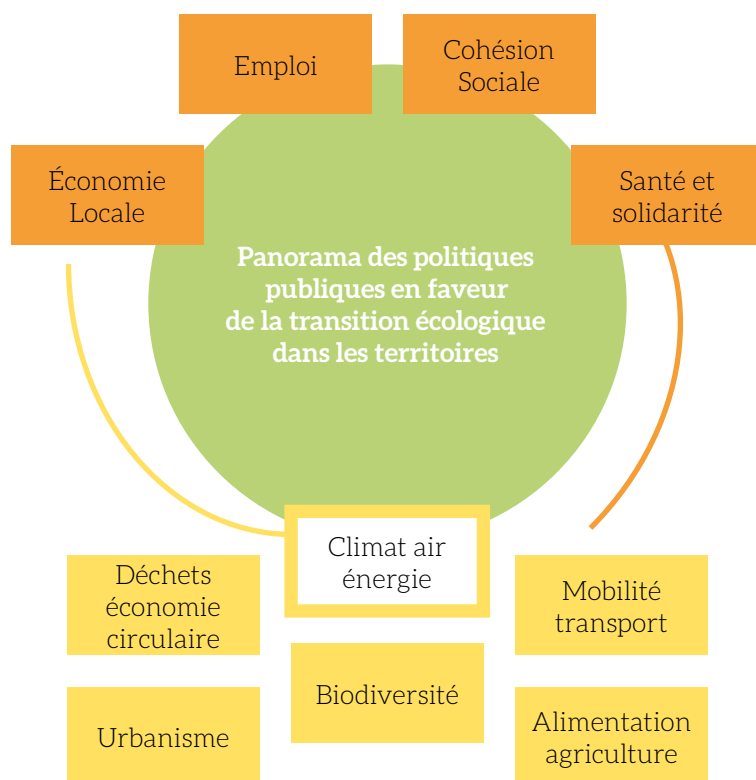 Emploi
Cohésion
Sociale
Économie
Locale
Santé et
solidarité
Panorama des politiques
publiques en faveur
de la transition écologique
dans les territoires
Climat air
énergie
Déchets
économie
circulaire
Mobilité
transport
Biodiversité
Urbanisme
Alimentation
agriculture